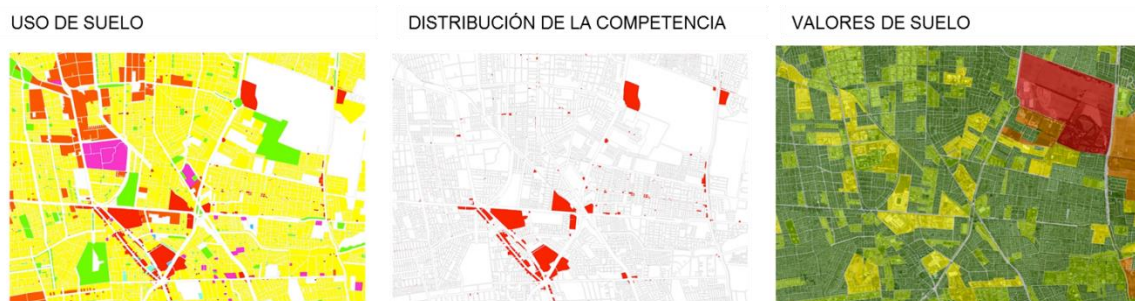 USO DE SUELO
DISTRIBUCIÓN DE LA COMPETENCIA
VALORES DE SUELO